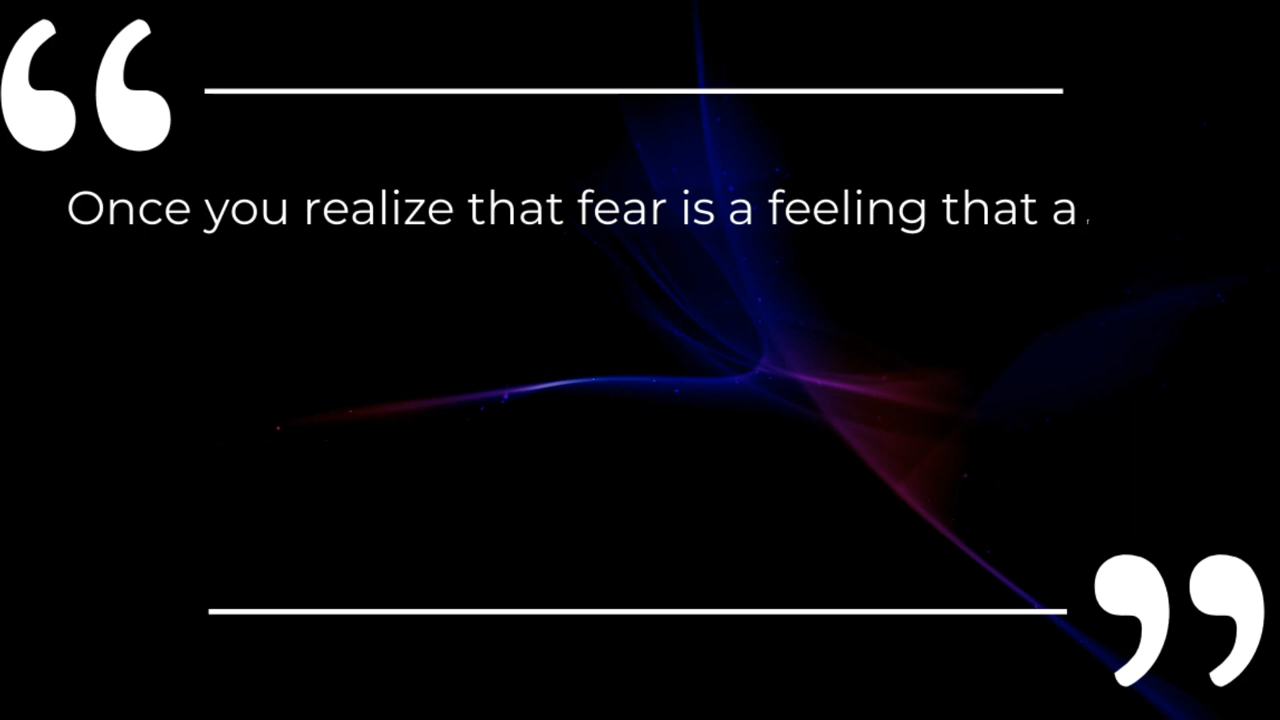 “
Once you realize that fear is a feeling that a
”